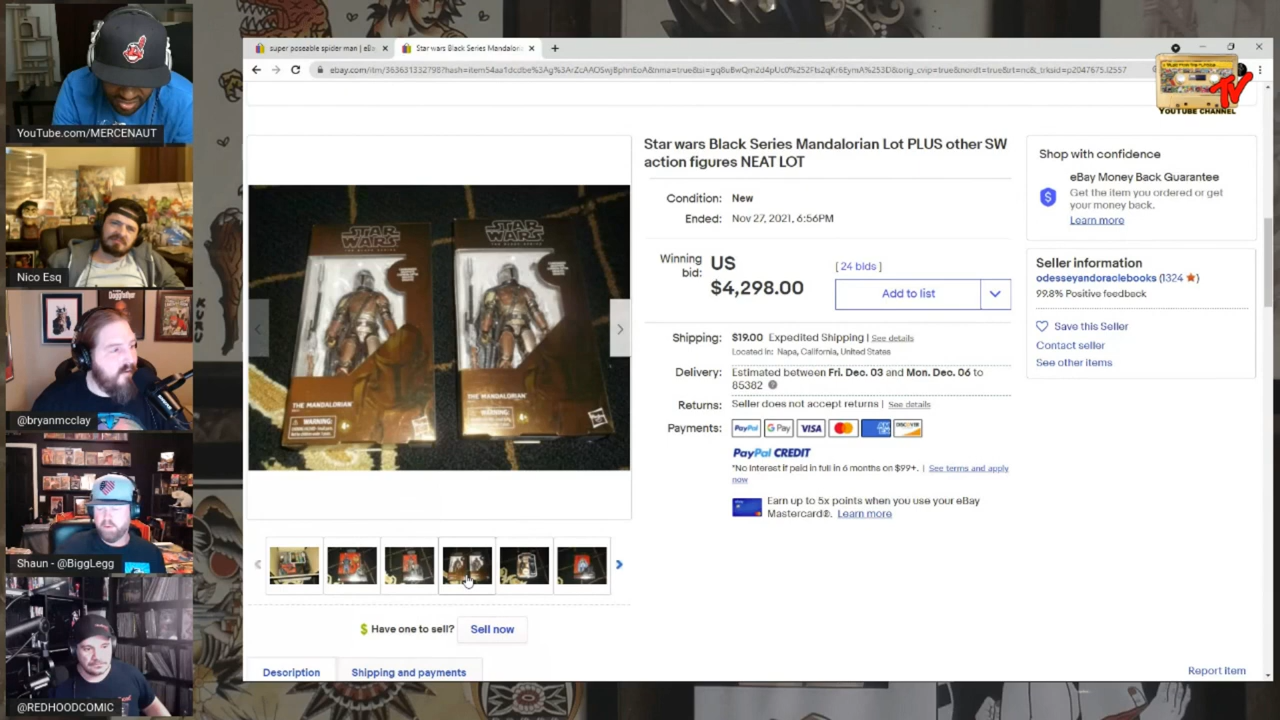 YouTube.com/MERCENAUT
Nico Esq
@bryanmcclay
Shaun - @BiggLegg
@REDHOODCOMIC
super poseable spider man | eB
Star wars Black Series Mandaloria
TV
YOUTUBE CHANNEL
Star wars Black Series Mandalorian Lot PLUS other SW
action figures NEAT LOT
Condition: New
Ended: Nov 27, 2021, 6:56PM
Winning bid: US $4,298.00
[ 24 bids ]
Add to list
Shipping: $19.00 Expedited Shipping | See details
Located in: Napa, California, United States
Delivery: Estimated between Fri. Dec. 03 and Mon. Dec. 06 to
85382
Returns: Seller does not accept returns | See details
Payments: PayPal G Pay VISA DISCOVER
PayPal CREDIT
*No Interest if paid in full in 6 months on $99+. | See terms and apply
now
Earn up to 5x points when you use your eBay
Mastercard®. Learn more
Shop with confidence
eBay Money Back Guarantee
Get the item you ordered or get
your money back.
Learn more
Seller information
odesseyandoraclebooks (1324 ★)
99.8% Positive feedback
Save this Seller
Contact seller
See other items
STAR WARS
THE MANDALORIAN
WARNING:
STAR WARS
THE MANDALORIAN
WARNING:
$ Have one to sell? Sell now
Description
Shipping and payments
Report item